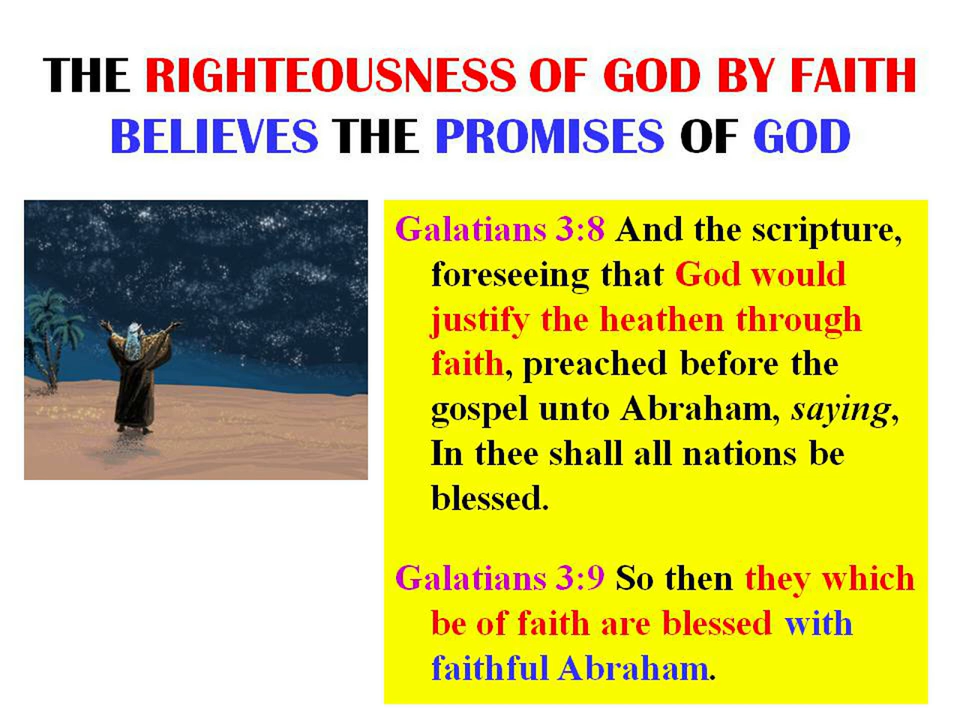 THE RIGHTEOUSNESS OF GOD BY FAITH
BELIEVES THE PROMISES OF GOD
Galatians 3:8 And the scripture,
foreseeing that God would
justify the heathen through
faith, preached before the
gospel unto Abraham, saying,
In thee shall all nations be
blessed.
Galatians 3:9 So then they which
be of faith are blessed with
faithful Abraham.